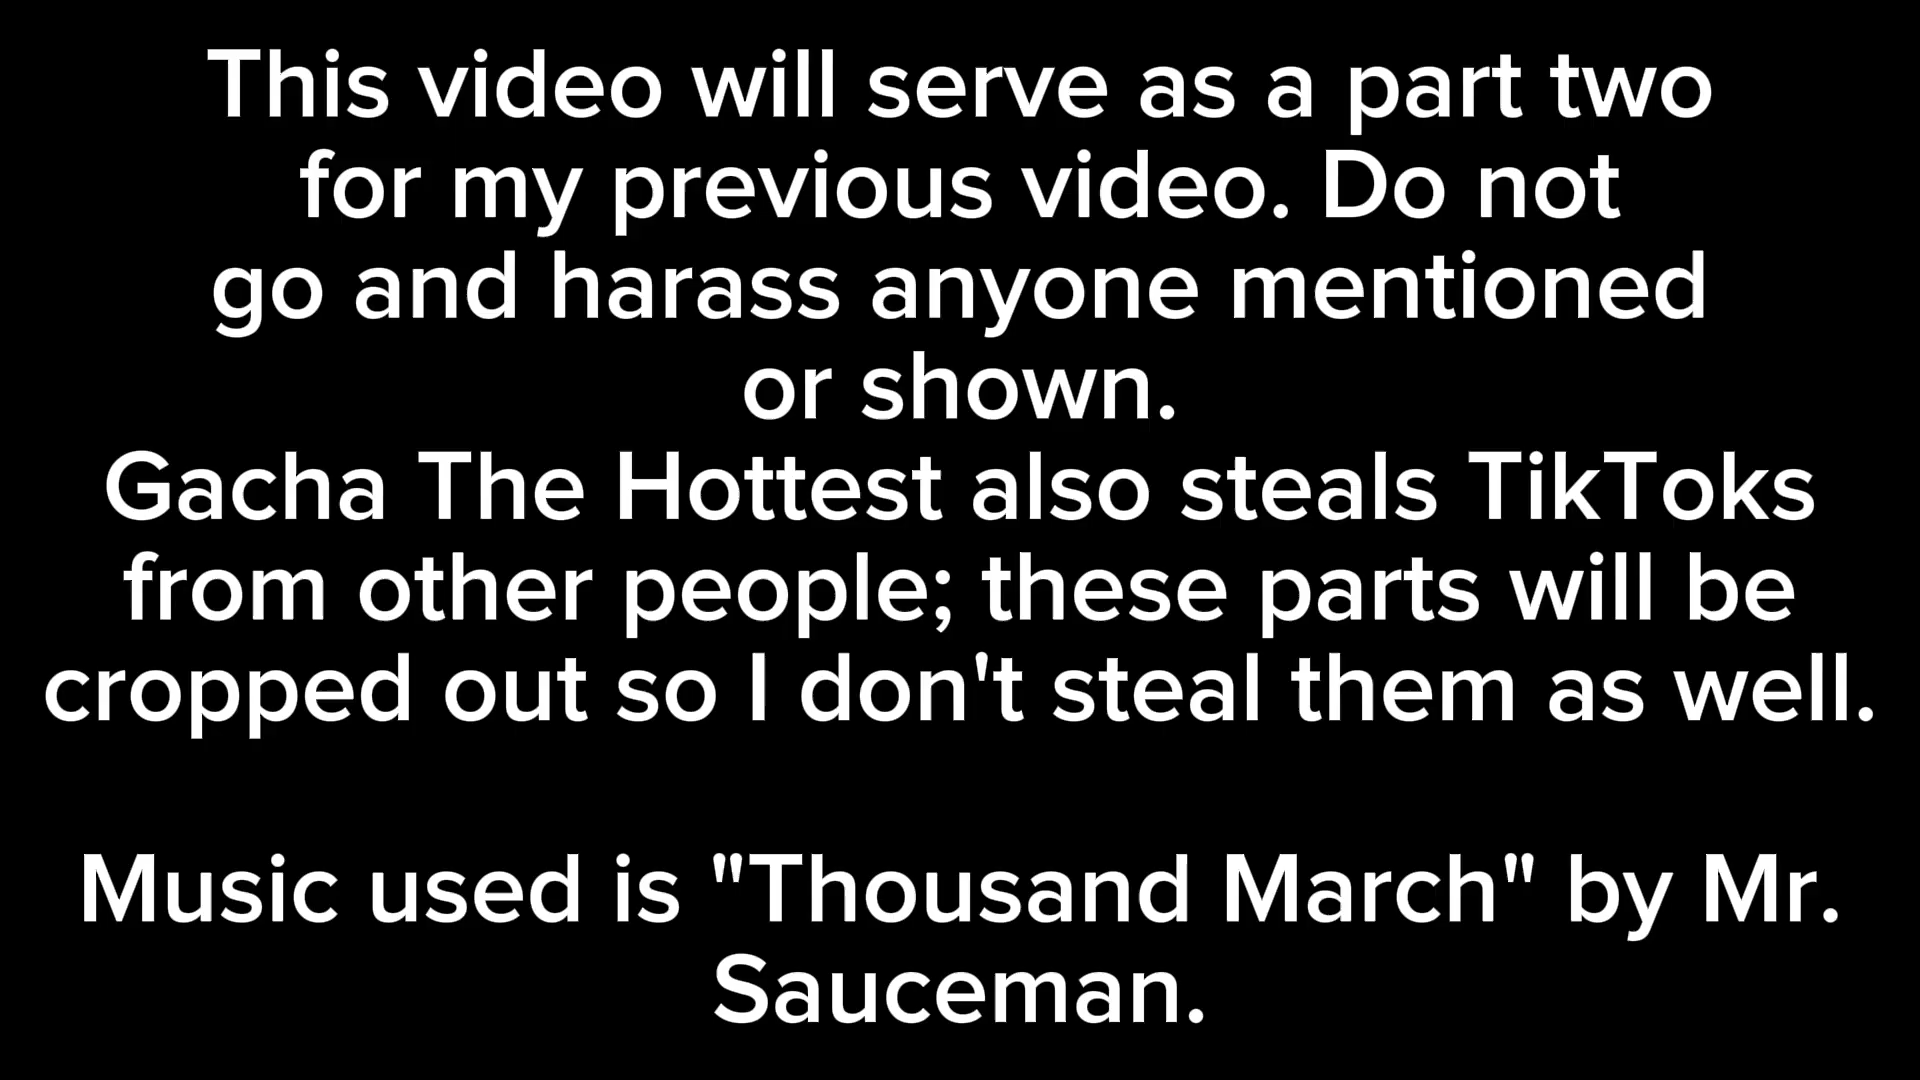 This video will serve as a part two
for my previous video. Do not
go and harass anyone mentioned
or shown.
Gacha The Hottest also steals TikToks
from other people; these parts will be
cropped out so I don't steal them as well.
Music used is "Thousand March" by Mr.
Sauceman.